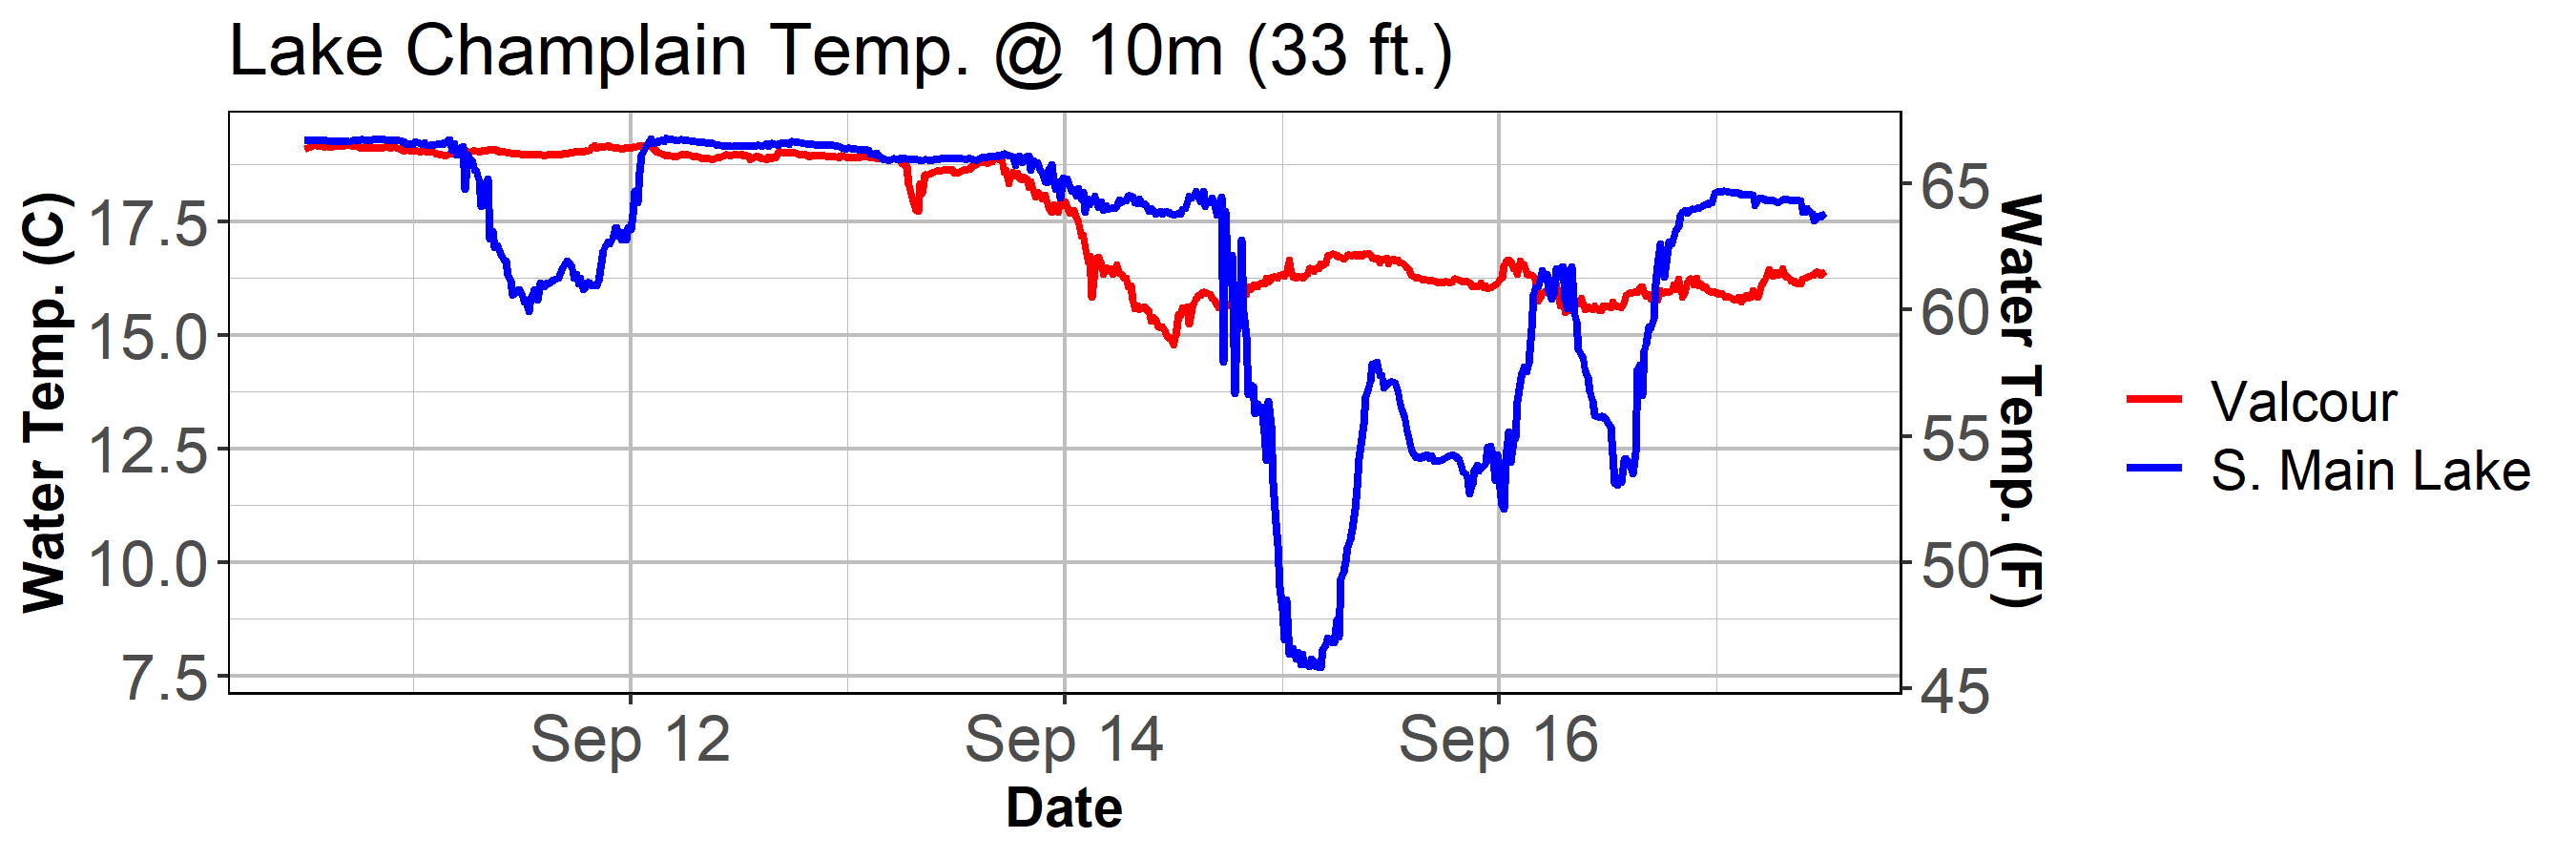 Lake Champlain Temp. @ 10m (33 ft.)
Water Temp. (C)
17.5
15.0
12.5
10.0
7.5
65
60
55
50
45
Water Temp. (F)
Sep 12
Sep 14
Sep 16
Date
Valcour
S. Main Lake